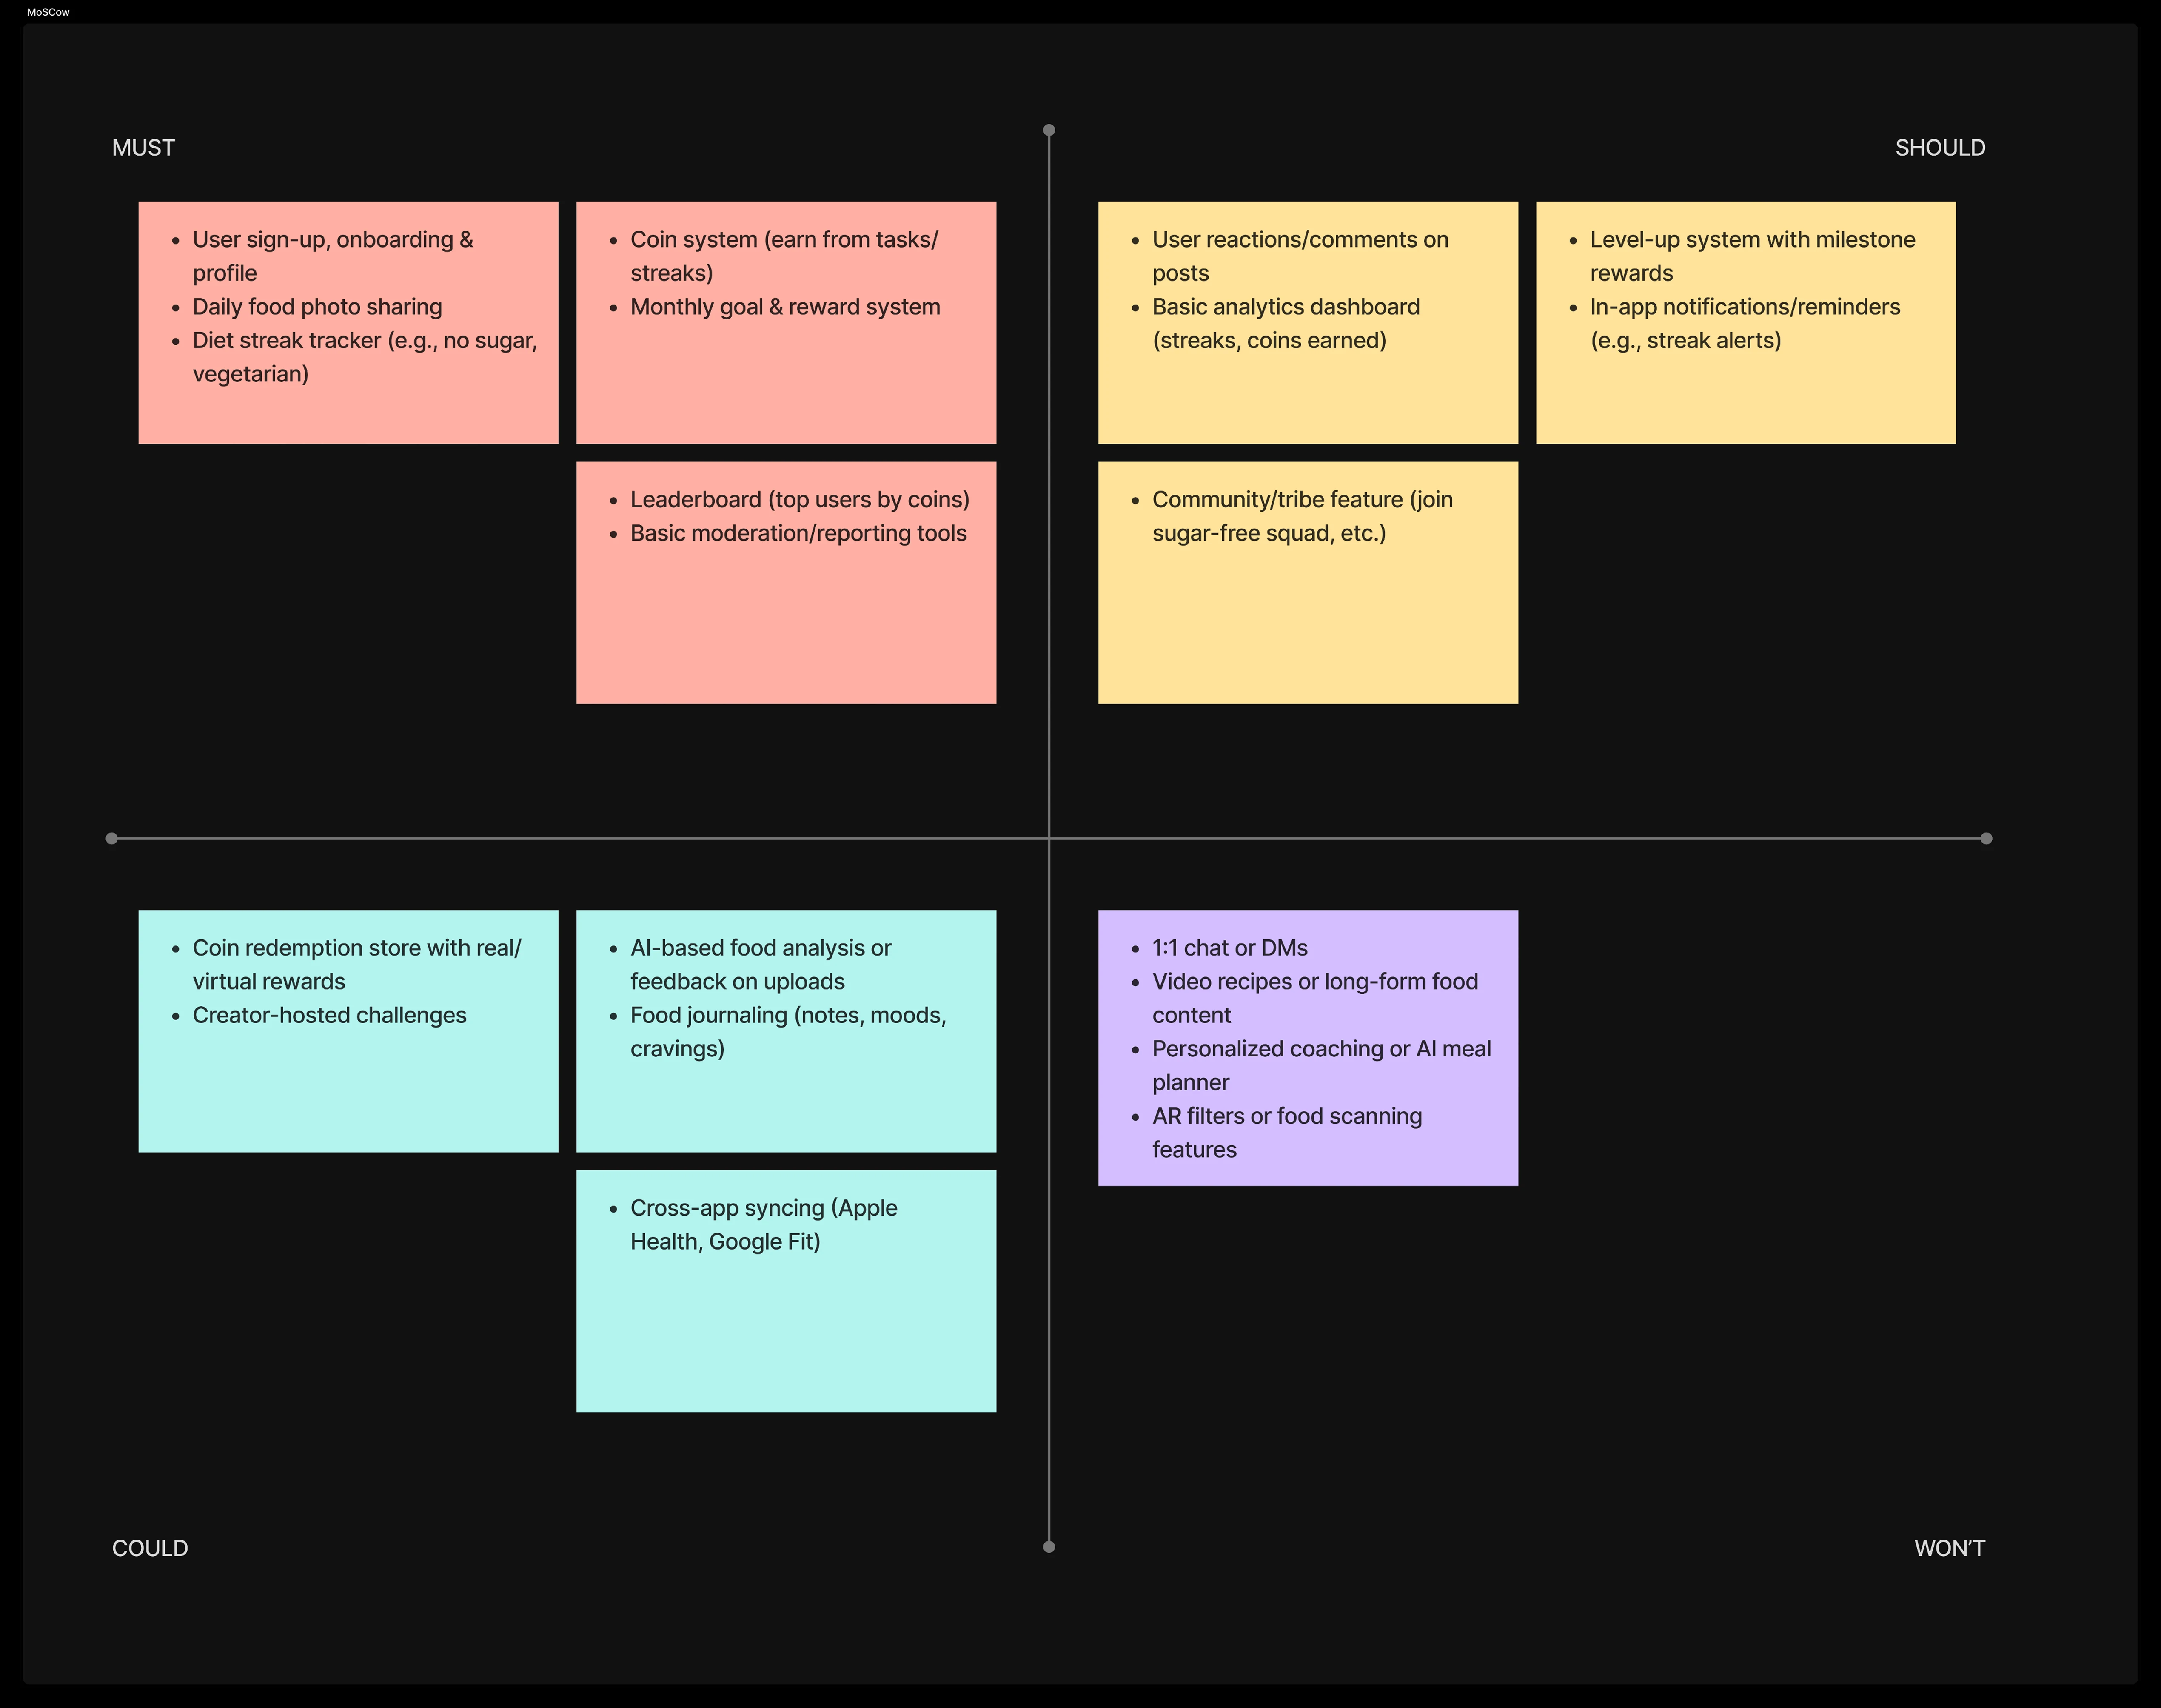 MoSCow
MUST
SHOULD
• User sign-up, onboarding &
profile
• Daily food photo sharing
• Diet streak tracker (e.g., no sugar,
vegetarian)
• Coin system (earn from tasks/
streaks)
• Monthly goal & reward system
• Leaderboard (top users by coins)
• Basic moderation/reporting tools
• User reactions/comments on
posts
• Basic analytics dashboard
(streaks, coins earned)
• Level-up system with milestone
rewards
• In-app notifications/reminders
(e.g., streak alerts)
• Community/tribe feature (join
sugar-free squad, etc.)
• Coin redemption store with real/
virtual rewards
• Creator-hosted challenges
• AI-based food analysis or
feedback on uploads
• Food journaling (notes, moods,
cravings)
• Cross-app syncing (Apple
Health, Google Fit)
• 1:1 chat or DMs
• Video recipes or long-form food
content
• Personalized coaching or AI meal
planner
• AR filters or food scanning
features
COULD
WON’T